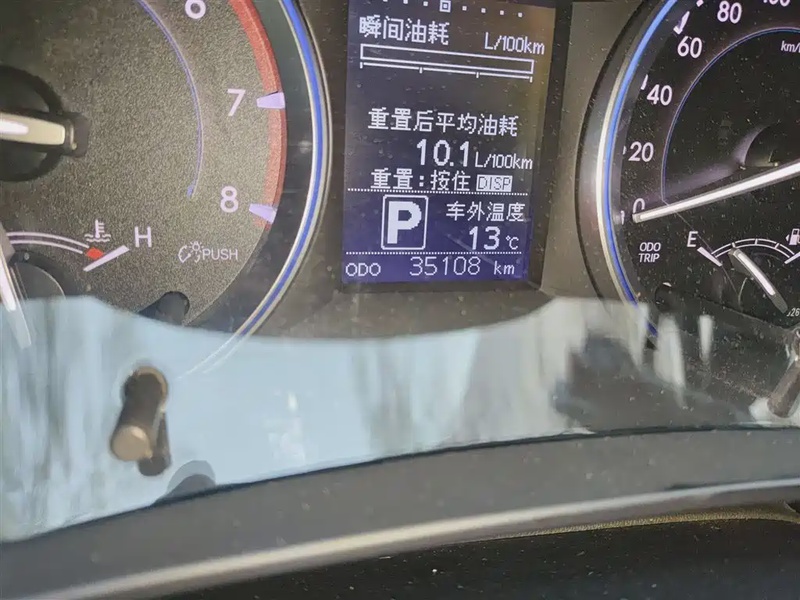 6
7
8
H
PUSH
瞬间油耗 L/100km
重置后平均油耗
10.1 L/100km
重置:按住 DISP
P
车外温度
13℃
ODO 35108 km
80
60
40
20
0
ODO
TRIP
E